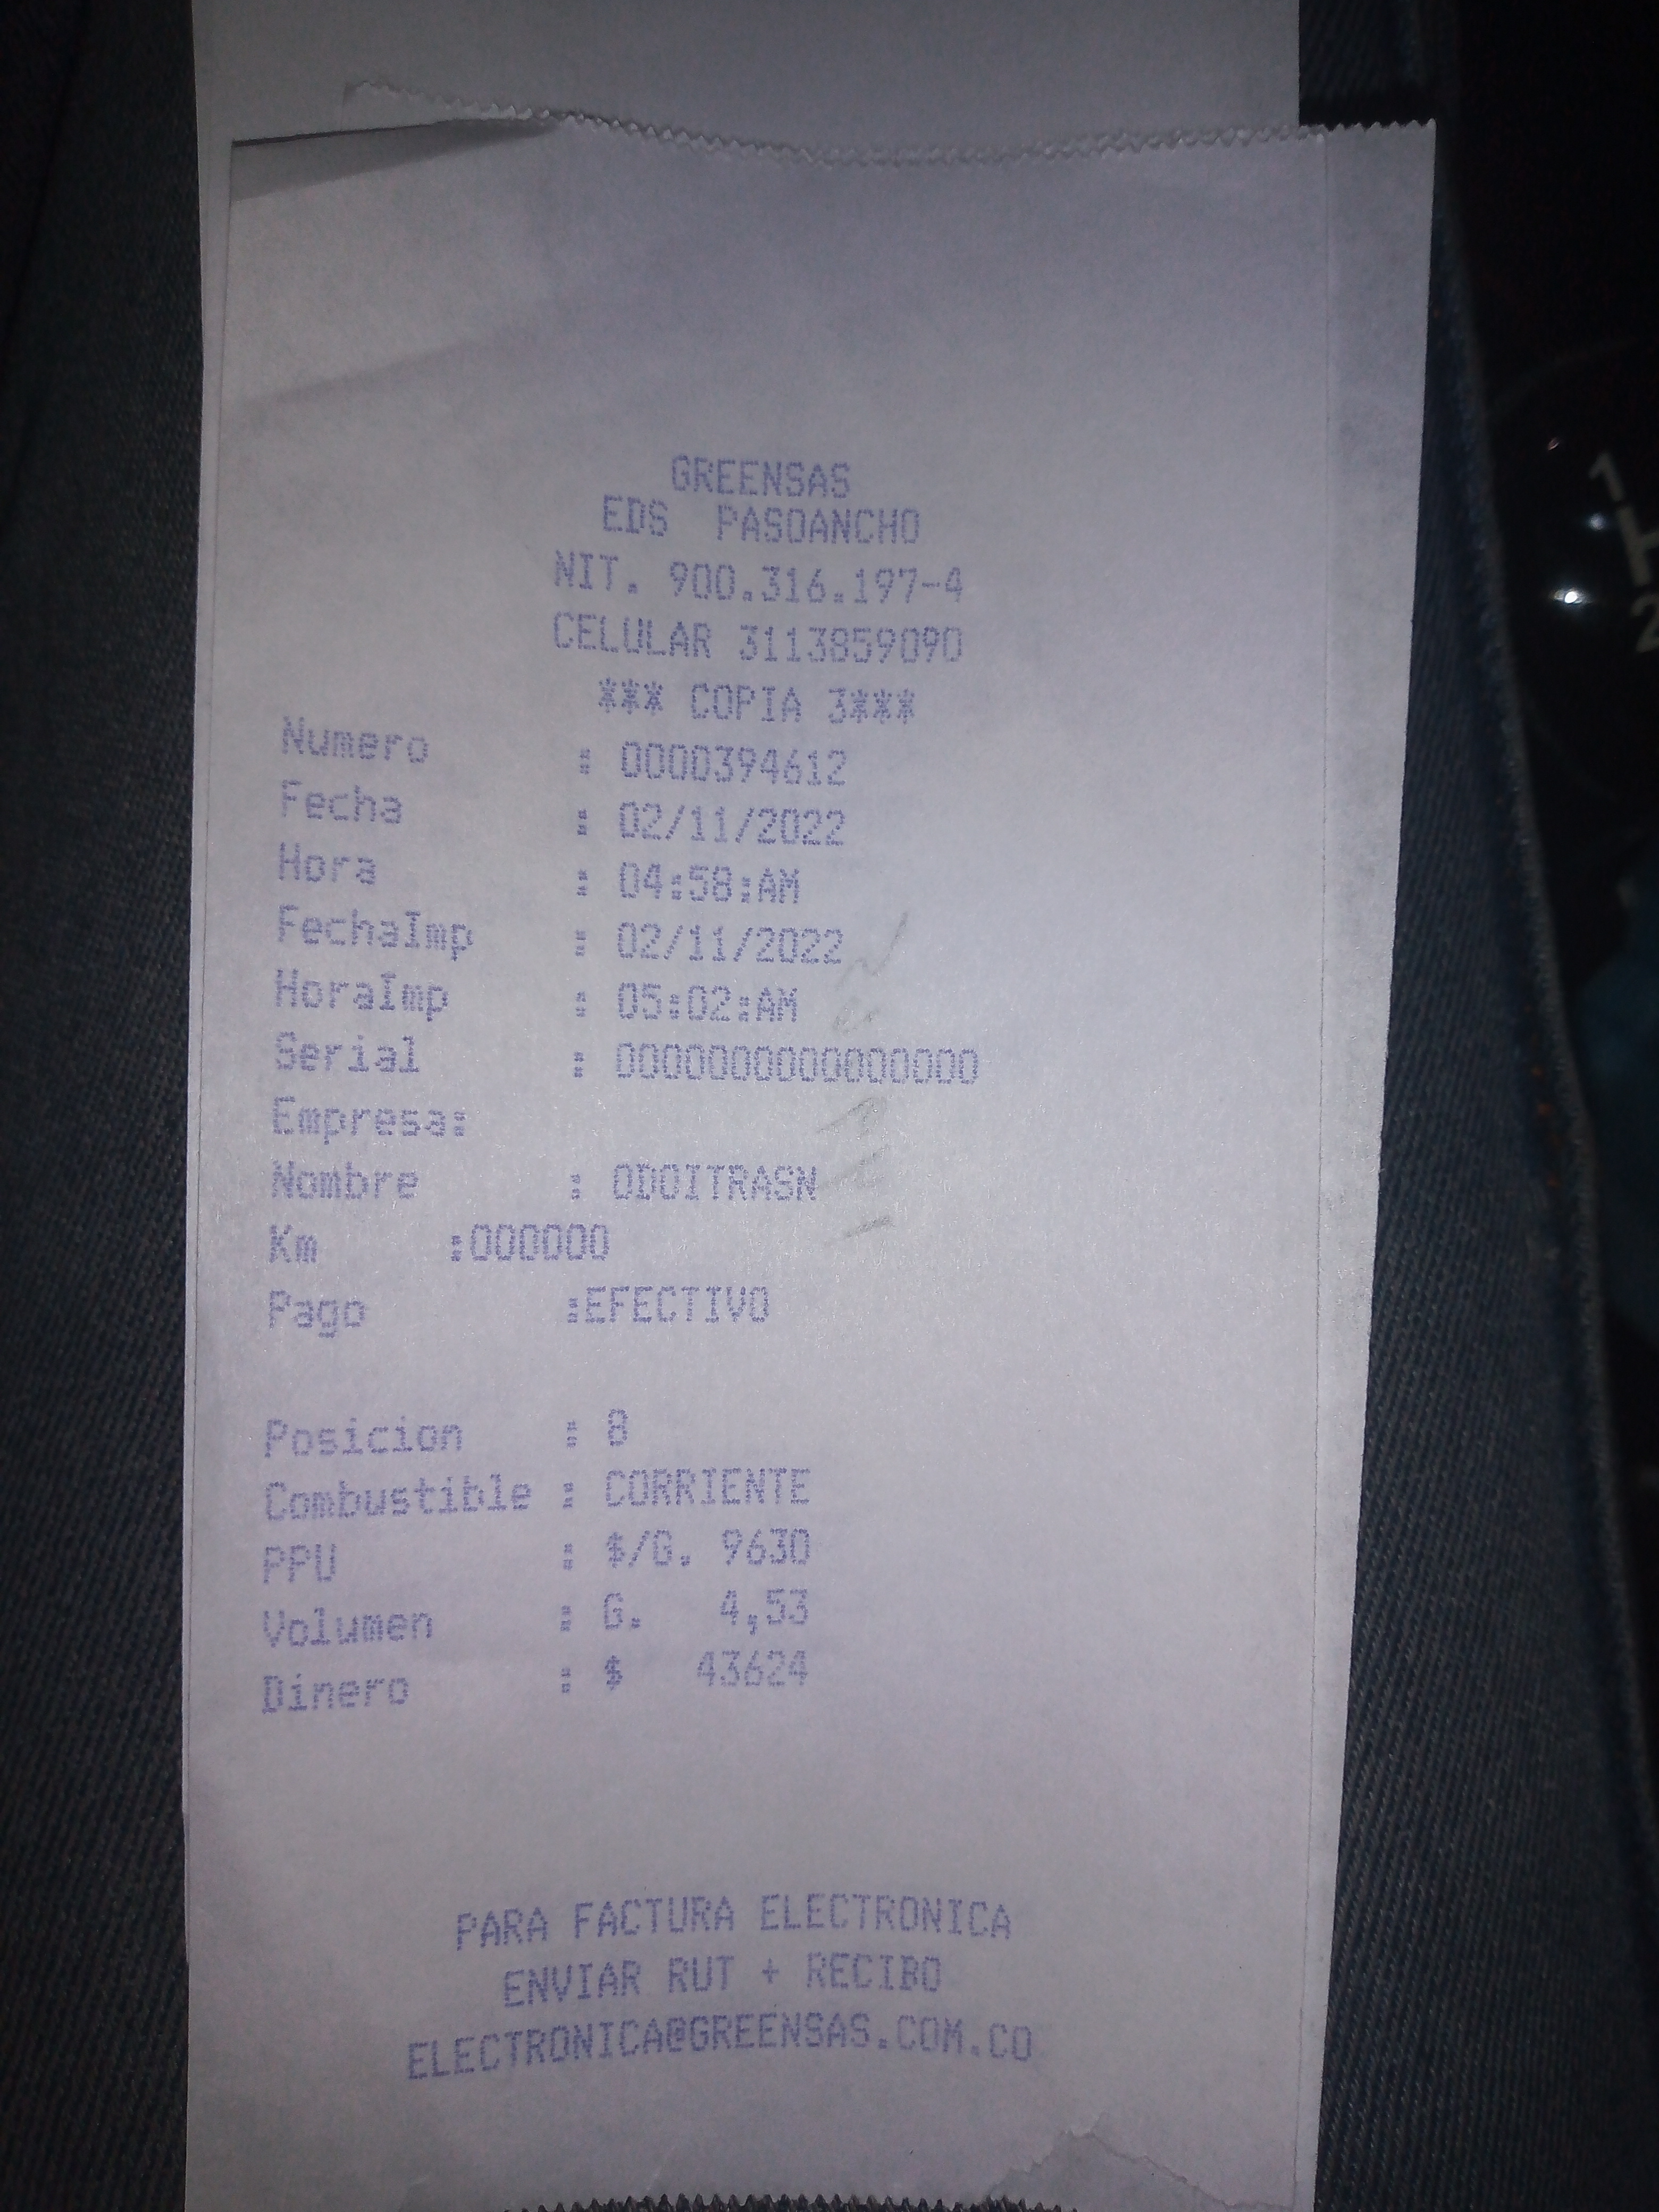 GREENSAS
EDS PASOANCHO
NIT. 900.316.197-4
CELULAR 3113859090
*** COPIA 3***
Numero : 0000394612
Fecha : 02/11/2022
Hora : 04:58:AM
FechaImp : 02/11/2022
HoraImp : 05:02:AM
Serial : 0000000000000000
Empresa:
Nombre :
Km :000000
Pago :EFECTIVO
Posicion : 8
Combustible : CORRIENTE
PPU : $/G. 9630
Volumen : G. 4,53
Dinero : $ 43624
PARA FACTURA ELECTRONICA
ENVIAR RUT + RECIBO
ELECTRONICA@GREENSAS.COM.CO
1
2